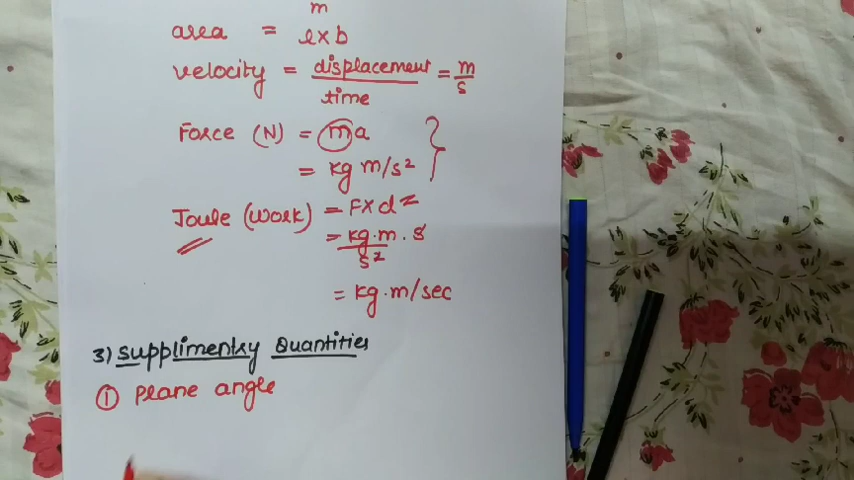 m
area = l×b
velocity = displacement/time = m/s
Force (N) = ma
= kg m/s²
Joule (work) = F×d
= kg.m.s/s²
= kg.m/sec
3) Supplimentry Quantities
① Plane angle